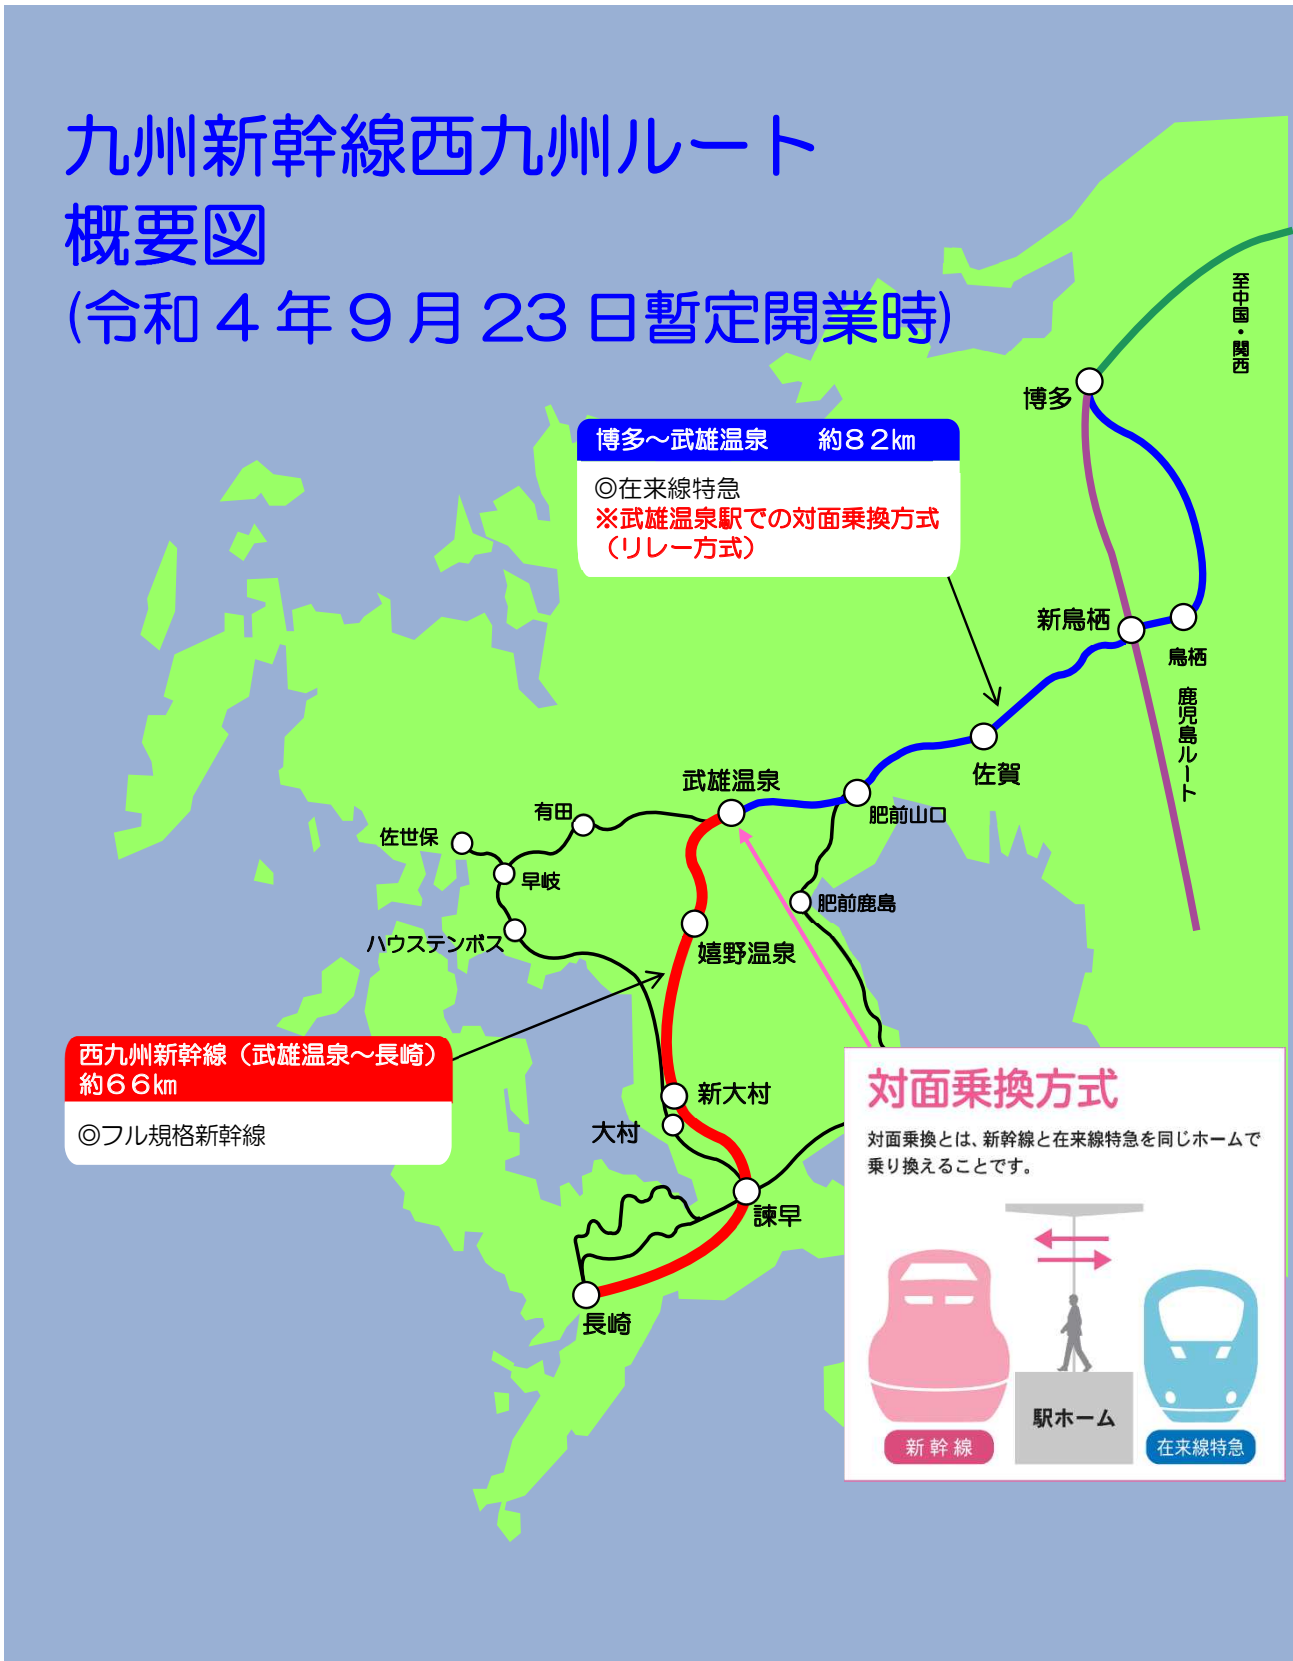 九州新幹線西九州ルート
概要図
(令和４年９月23日暫定開業時)
至中国・関西
博多
博多～武雄温泉　　約８２㎞
◎在来線特急
※武雄温泉駅での対面乗換方式
（リレー方式）
新鳥栖
鳥栖
鹿児島ルート
佐賀
武雄温泉
肥前山口
有田
佐世保
早岐
肥前鹿島
ハウステンボス
嬉野温泉
西九州新幹線（武雄温泉～長崎）
約６６㎞
◎フル規格新幹線
新大村
大村
諫早
長崎
対面乗換方式
対面乗換とは、新幹線と在来線特急を同じホームで
乗り換えることです。
駅ホーム
新幹線
在来線特急